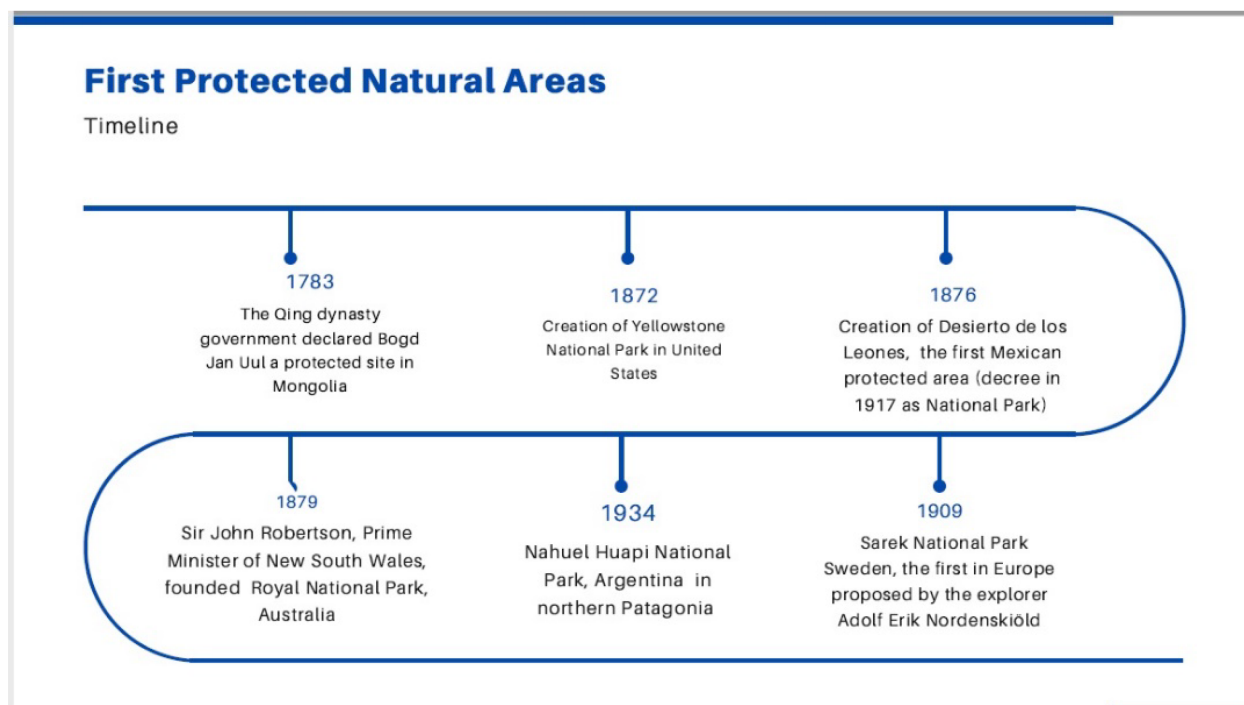 First Protected Natural Areas
Timeline
1783
The Qing dynasty
government declared Bogd
Jan Uul a protected site in
Mongolia
1872
Creation of Yellowstone
National Park in United
States
1876
Creation of Desierto de los
Leones, the first Mexican
protected area (decree in
1917 as National Park)
1879
Sir John Robertson, Prime
Minister of New South Wales,
founded Royal National Park,
Australia
1934
Nahuel Huapi National
Park, Argentina in
northern Patagonia
1909
Sarek National Park
Sweden, the first in Europe
proposed by the explorer
Adolf Erik Nordenskiöld